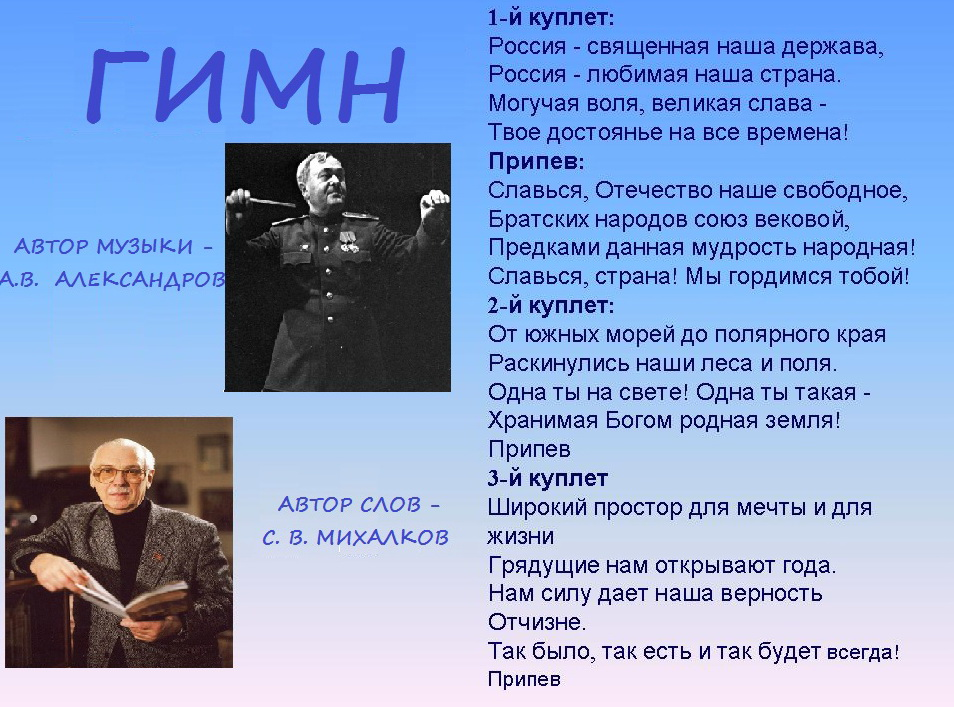 ГИМН
АВТОР МУЗЫКИ -
А.В. АЛЕКСАНДРОВ
АВТОР СЛОВ -
С. В. МИХАЛКОВ
1-й куплет:
Россия - священная наша держава,
Россия - любимая наша страна.
Могучая воля, великая слава -
Твое достоянье на все времена!
Припев:
Славься, Отечество наше свободное,
Братских народов союз вековой,
Предками данная мудрость народная!
Славься, страна! Мы гордимся тобой!
2-й куплет:
От южных морей до полярного края
Раскинулись наши леса и поля.
Одна ты на свете! Одна ты такая -
Хранимая Богом родная земля!
Припев
3-й куплет
Широкий простор для мечты и для
жизни
Грядущие нам открывают года.
Нам силу дает наша верность
Отчизне.
Так было, так есть и так будет всегда!
Припев